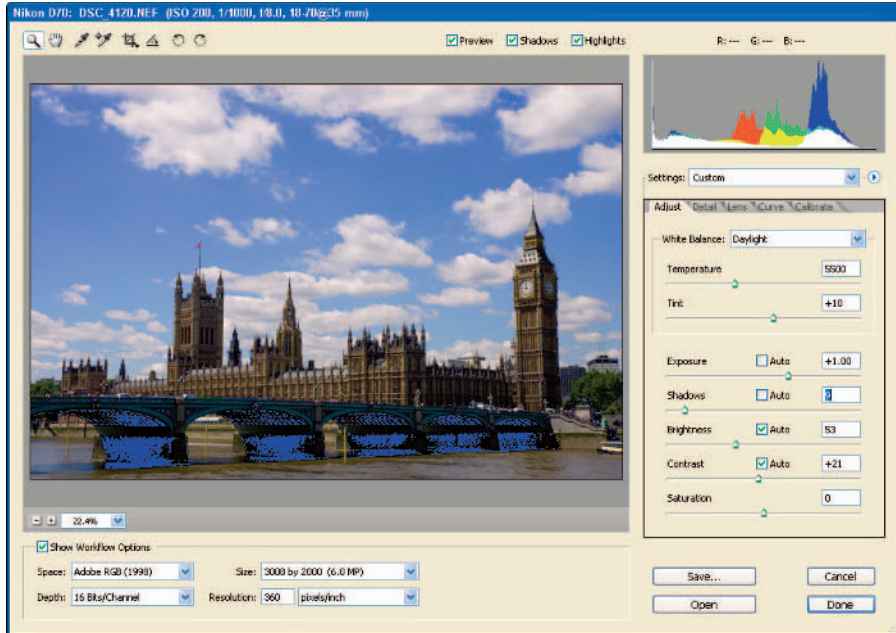 Nikon D70: DSC_4120.NEF (ISO 200, 1/1000, f/8.0, 18-70@35 mm)
Preview Shadows Highlights R: --- G: --- B: ---
Settings: Custom
Adjust Detail Lens Curve Calibrate
White Balance: Daylight
Temperature 5500
Tint +10
Exposure Auto +1.00
Shadows Auto 9
Brightness Auto 53
Contrast Auto +21
Saturation 0
22.4%
Show Workflow Options
Space: Adobe RGB (1998) Size: 3008 by 2000 (6.0 MP)
Depth: 16 Bits/Channel Resolution: 360 pixels/inch
Save... Cancel
Open Done